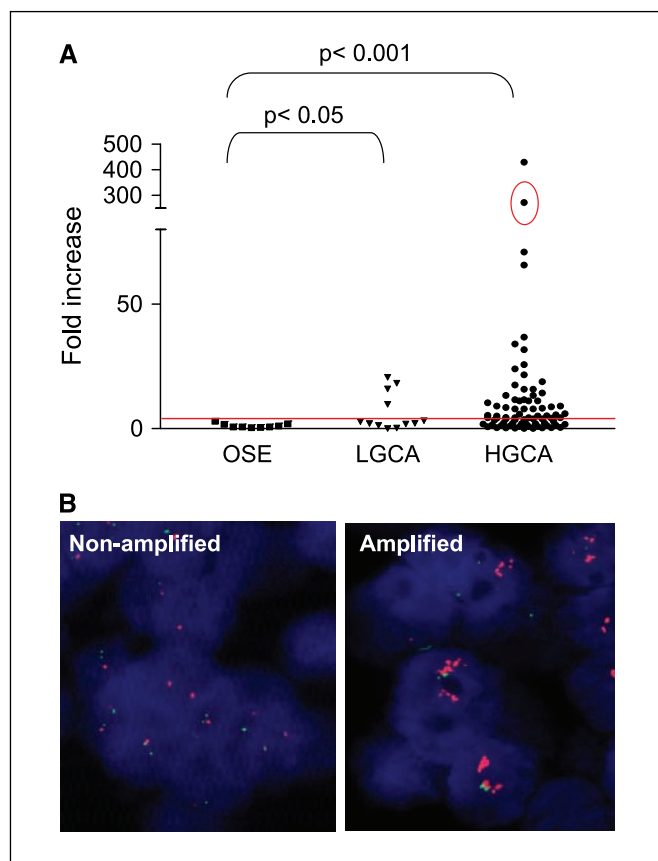 A
p< 0.001
p< 0.05
500
400
300
50
0
Fold increase
OSE LGCA HGCA
B
Non-amplified Amplified